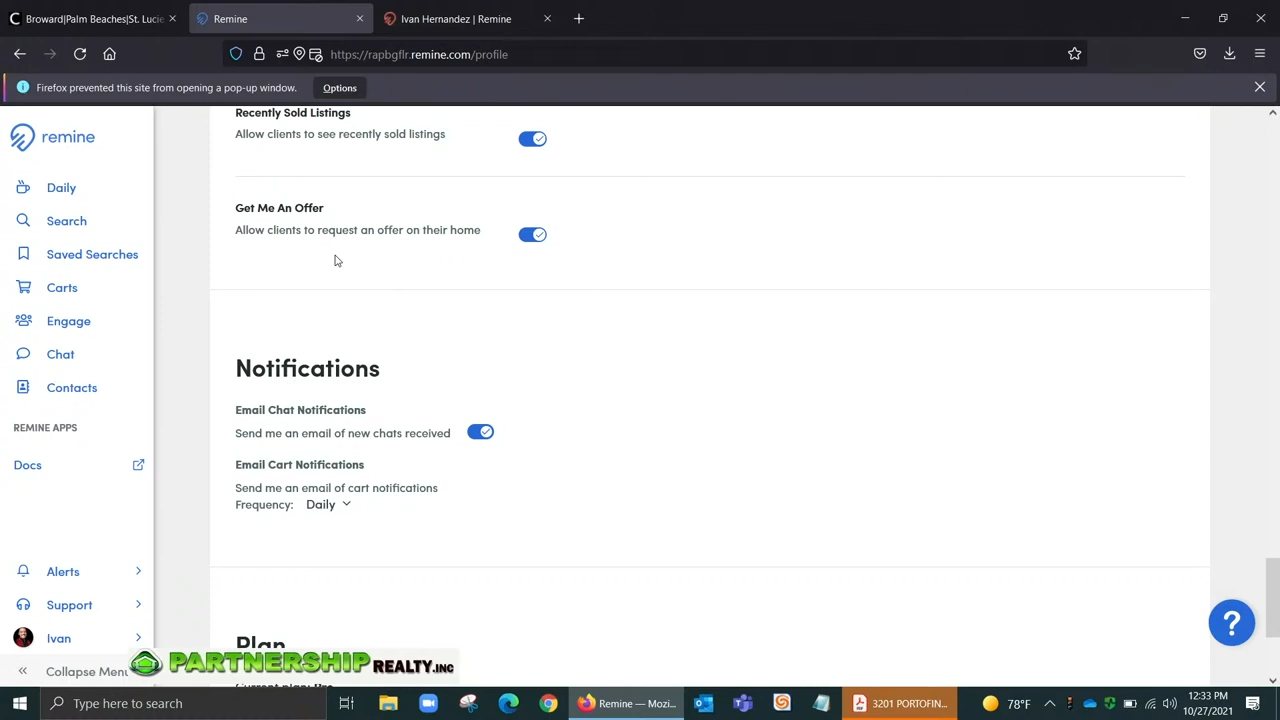 Broward|Palm Beaches|St. Lucie
Remine
Ivan Hernandez | Remine
https://rapbgflr.remine.com/profile
Firefox prevented this site from opening a pop-up window.
Options
remine
Daily
Search
Saved Searches
Carts
Engage
Chat
Contacts
REMINE APPS
Docs
Alerts
Support
Ivan
Collapse Menu
Recently Sold Listings
Allow clients to see recently sold listings
Get Me An Offer
Allow clients to request an offer on their home
Notifications
Email Chat Notifications
Send me an email of new chats received
Email Cart Notifications
Send me an email of cart notifications
Frequency: Daily
Plan
Current plan: Pro
?
PARTNERSHIP REALTY.INC
Type here to search
Remine — Mozi...
3201 PORTOFIN...
78°F
12:33 PM
10/27/2021